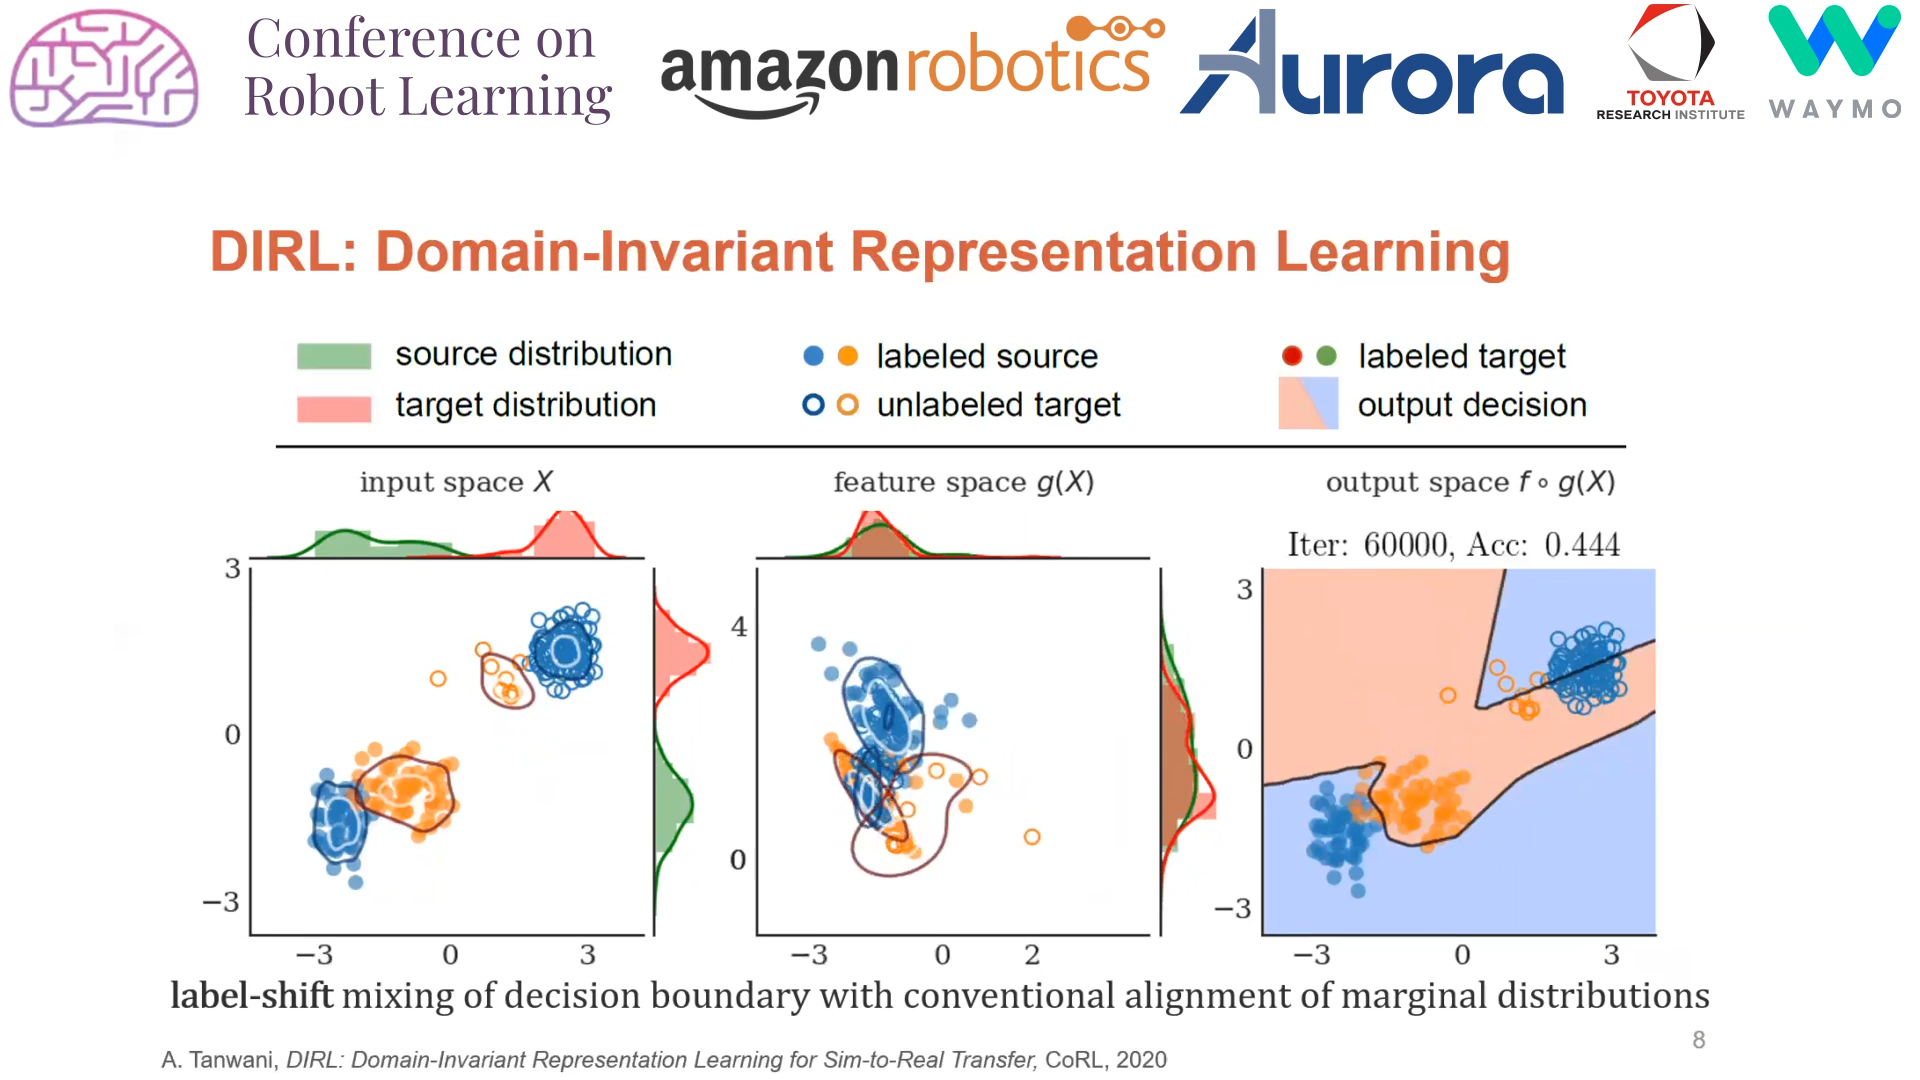 Conference on
Robot Learning
amazon robotics
Aurora
TOYOTA
RESEARCH INSTITUTE
WAYMO
DIRL: Domain-Invariant Representation Learning
source distribution
labeled source
labeled target
target distribution
unlabeled target
output decision
input space X
feature space g(X)
output space f ∘ g(X)
Iter: 60000, Acc: 0.444
3
0
−3
−3 0 3
4
0
−3 0 2
3
0
−3
−3 0 3
label-shift mixing of decision boundary with conventional alignment of marginal distributions
8
A. Tanwani, DIRL: Domain-Invariant Representation Learning for Sim-to-Real Transfer, CoRL, 2020